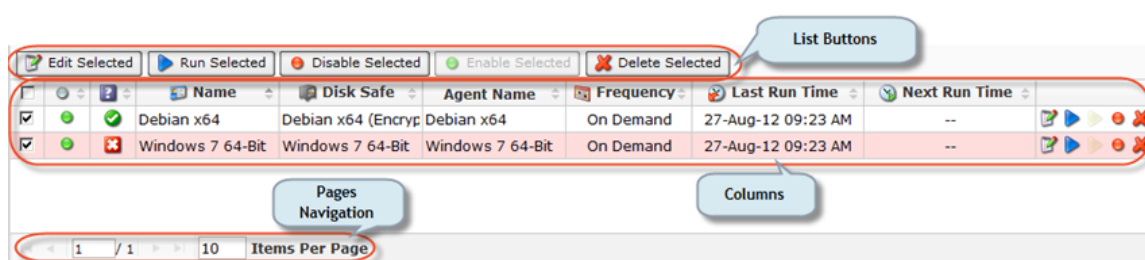 List Buttons
Edit Selected Run Selected Disable Selected Enable Selected Delete Selected
? Name Disk Safe Agent Name Frequency Last Run Time Next Run Time
Debian x64 Debian x64 (Encryp Debian x64 On Demand 27-Aug-12 09:23 AM --
Windows 7 64-Bit Windows 7 64-Bit Windows 7 64-Bit On Demand 27-Aug-12 09:23 AM --
Pages
Navigation
Columns
1 / 1 10 Items Per Page